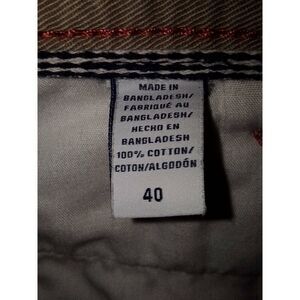 MADE IN
BANGLADESH/
FABRIQUÉ AU
BANGLADESH/
HECHO EN
BANGLADESH
100% COTTON/
COTON/ALGODÓN
40